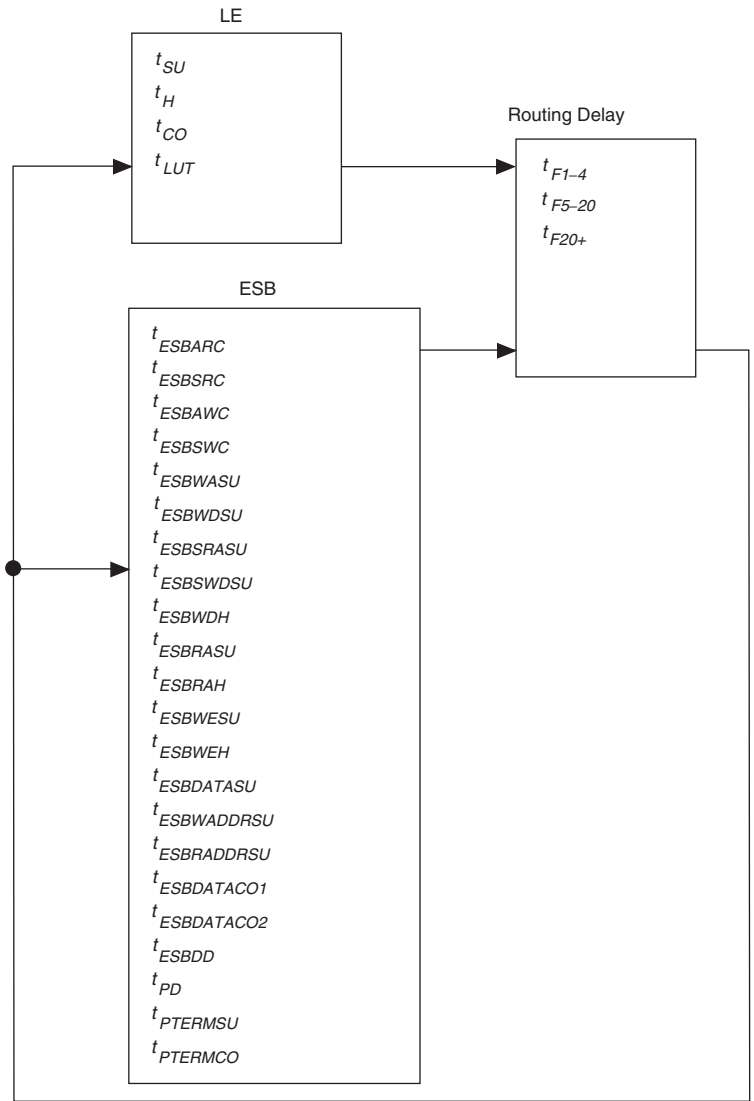 LE
tSU
tH
tCO
tLUT
Routing Delay
tF1–4
tF5–20
tF20+
ESB
tESBARC
tESBSRC
tESBAWC
tESBSWC
tESBWASU
tESBWDSU
tESBSRASU
tESBSWDSU
tESBWDH
tESBRASU
tESBRAH
tESBWESU
tESBWEH
tESBDATASU
tESBWADDRSU
tESBRADDRSU
tESBDATACO1
tESBDATACO2
tESBDD
tPD
tPTERMSU
tPTERMCO